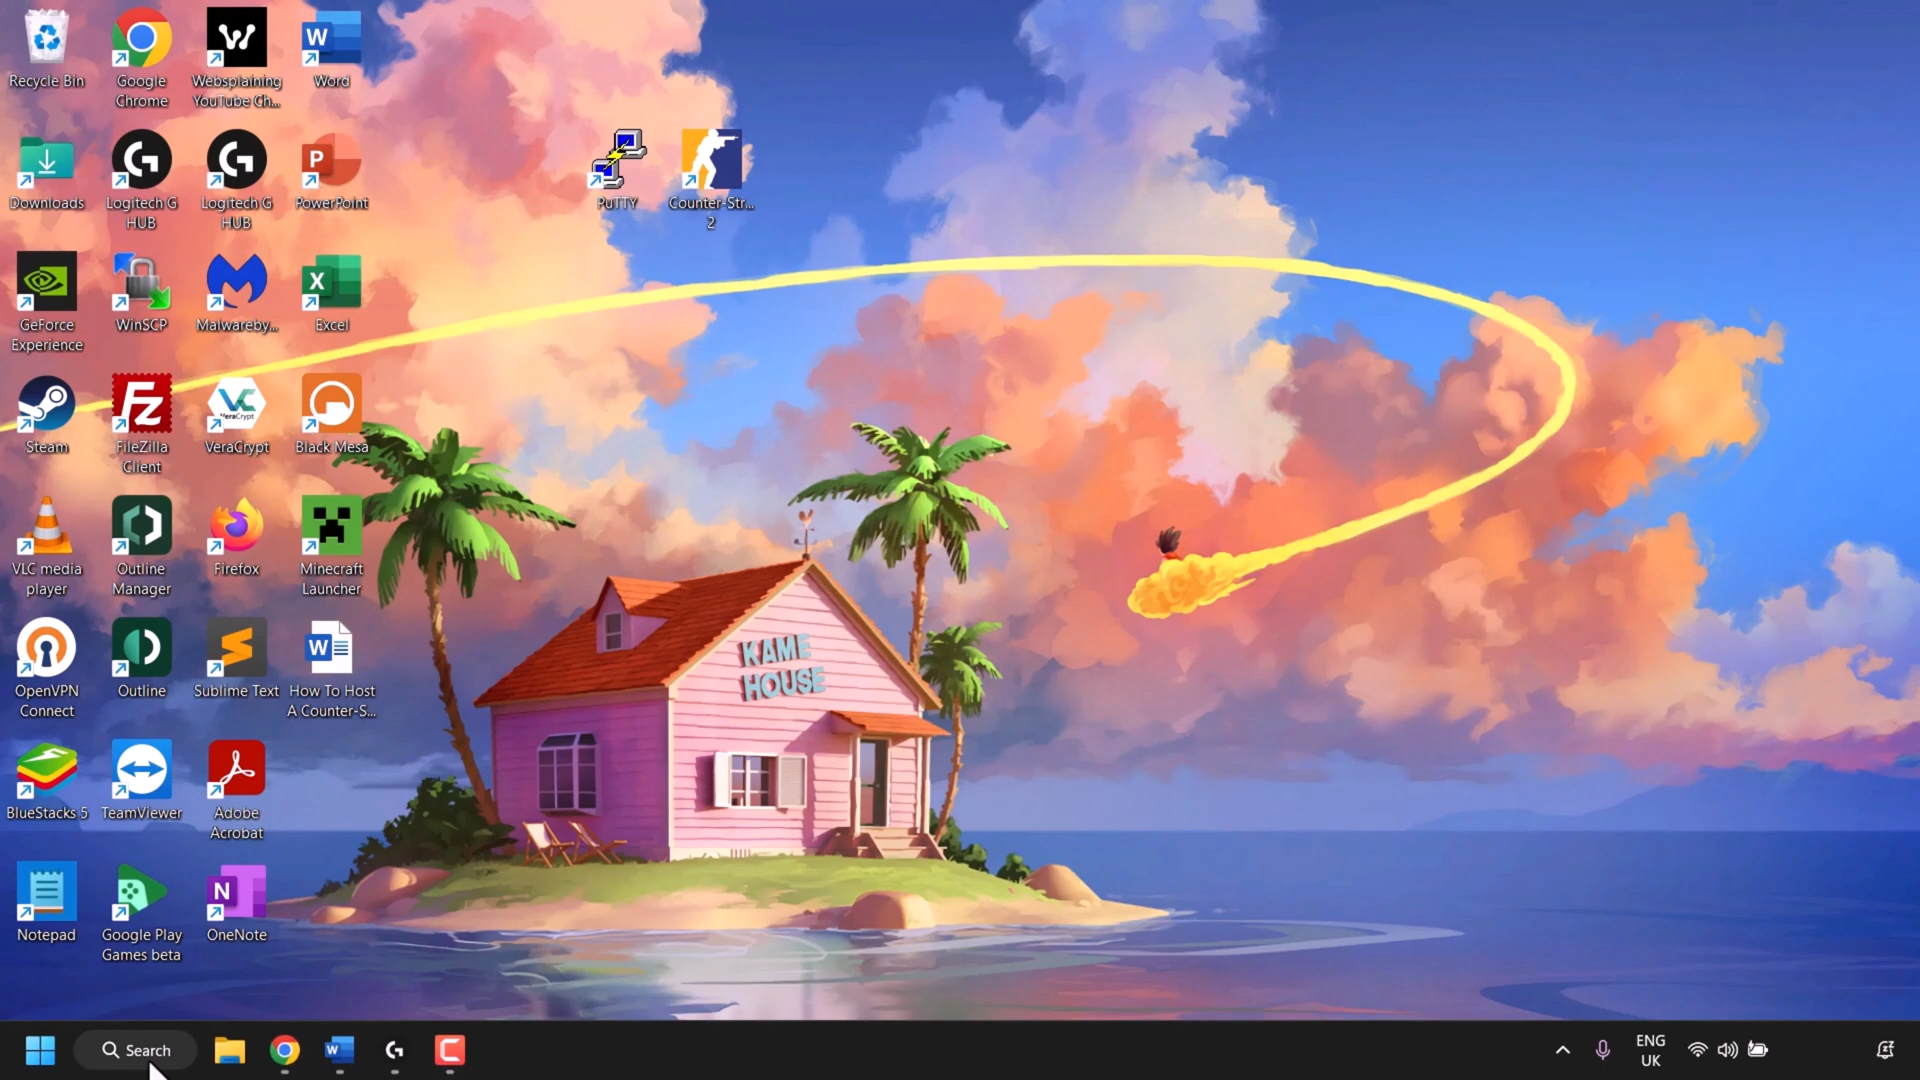 Recycle Bin
Google
Chrome
Websplaining
YouTube Ch...
Word
Downloads
Logitech G
HUB
Logitech G
HUB
PowerPoint
PuTTY
Counter-Str...
2
GeForce
Experience
WinSCP
Malwareby...
Excel
Steam
FileZilla
Client
VeraCrypt
VeraCrypt
Black Mesa
VLC media
player
Outline
Manager
Firefox
Minecraft
Launcher
OpenVPN
Connect
Outline
Sublime Text
How To Host
A Counter-S...
KAME
HOUSE
BlueStacks 5
TeamViewer
Adobe
Acrobat
Notepad
Google Play
Games beta
OneNote
Search
ENG
UK